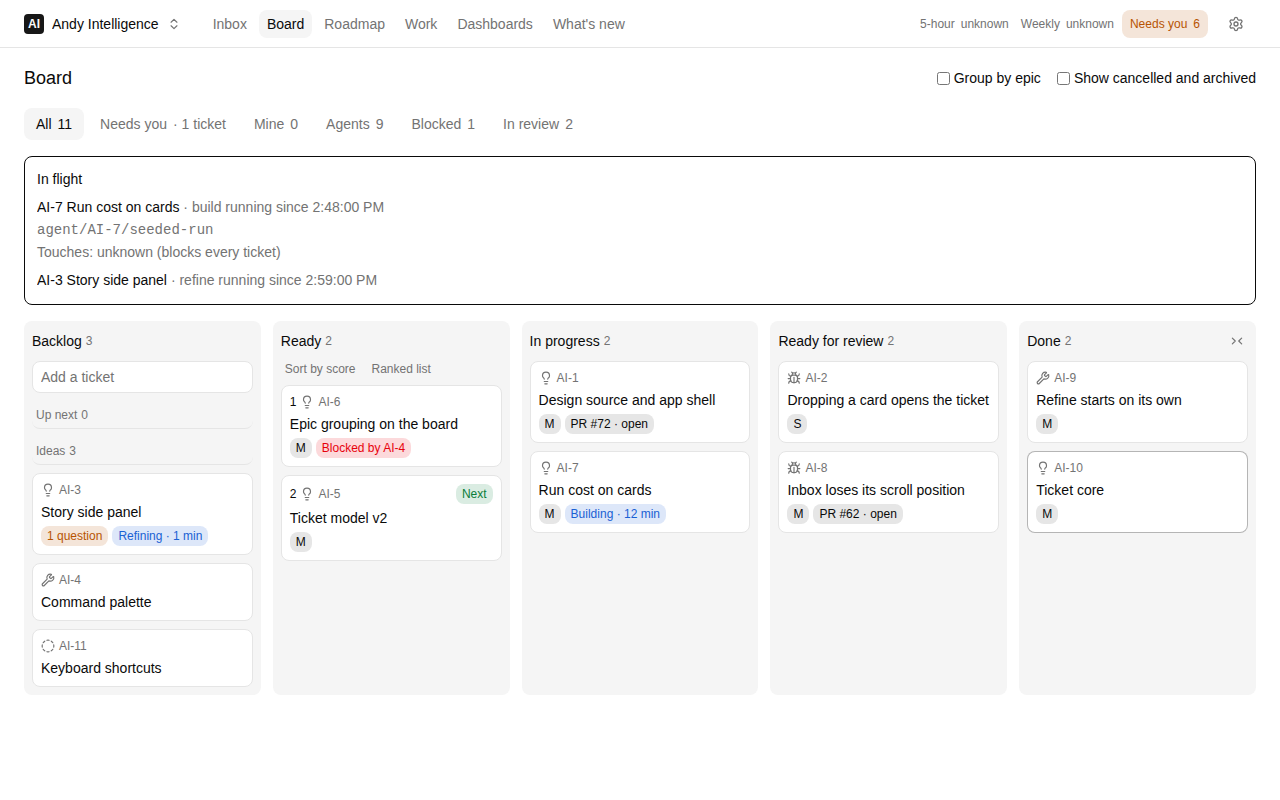 AI Andy Intelligence Inbox Board Roadmap Work Dashboards What's new 5-hour unknown Weekly unknown Needs you 6
Board Group by epic Show cancelled and archived
All 11 Needs you · 1 ticket Mine 0 Agents 9 Blocked 1 In review 2
In flight
AI-7 Run cost on cards · build running since 2:48:00 PM
agent/AI-7/seeded-run
Touches: unknown (blocks every ticket)
AI-3 Story side panel · refine running since 2:59:00 PM
Backlog 3
Add a ticket
Up next 0
Ideas 3
AI-3
Story side panel
1 question Refining · 1 min
AI-4
Command palette
AI-11
Keyboard shortcuts
Ready 2
Sort by score Ranked list
1 AI-6
Epic grouping on the board
M Blocked by AI-4
2 AI-5 Next
Ticket model v2
M
In progress 2
AI-1
Design source and app shell
M PR #72 · open
AI-7
Run cost on cards
M Building · 12 min
Ready for review 2
AI-2
Dropping a card opens the ticket
S
AI-8
Inbox loses its scroll position
M PR #62 · open
Done 2
AI-9
Refine starts on its own
M
AI-10
Ticket core
M